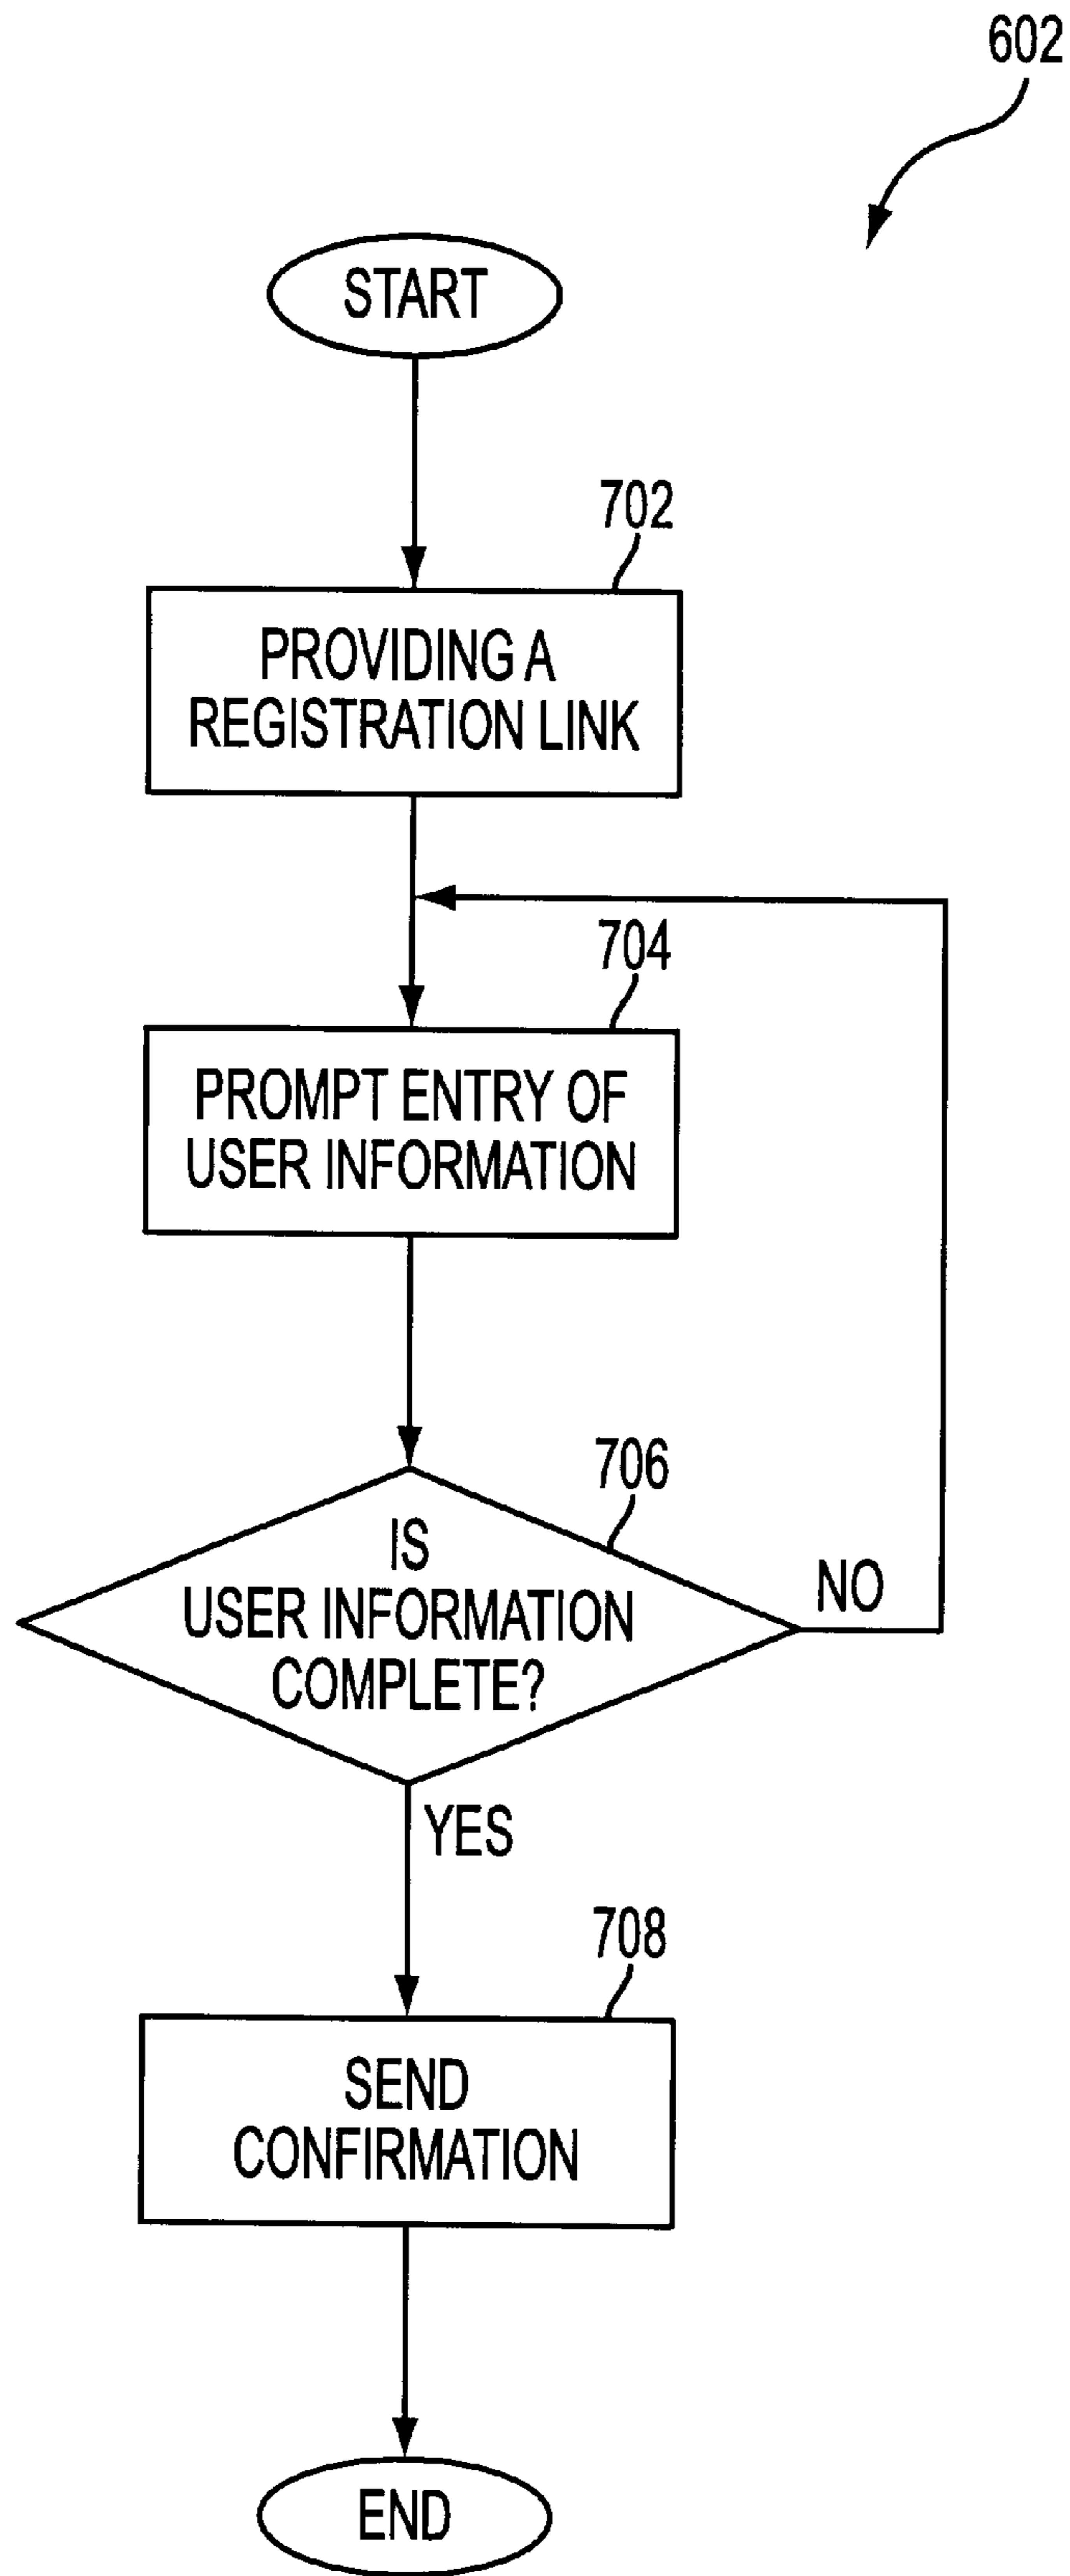 602
START
702
PROVIDING A
REGISTRATION LINK
704
PROMPT ENTRY OF
USER INFORMATION
706
IS
USER INFORMATION
COMPLETE?
NO
YES
708
SEND
CONFIRMATION
END